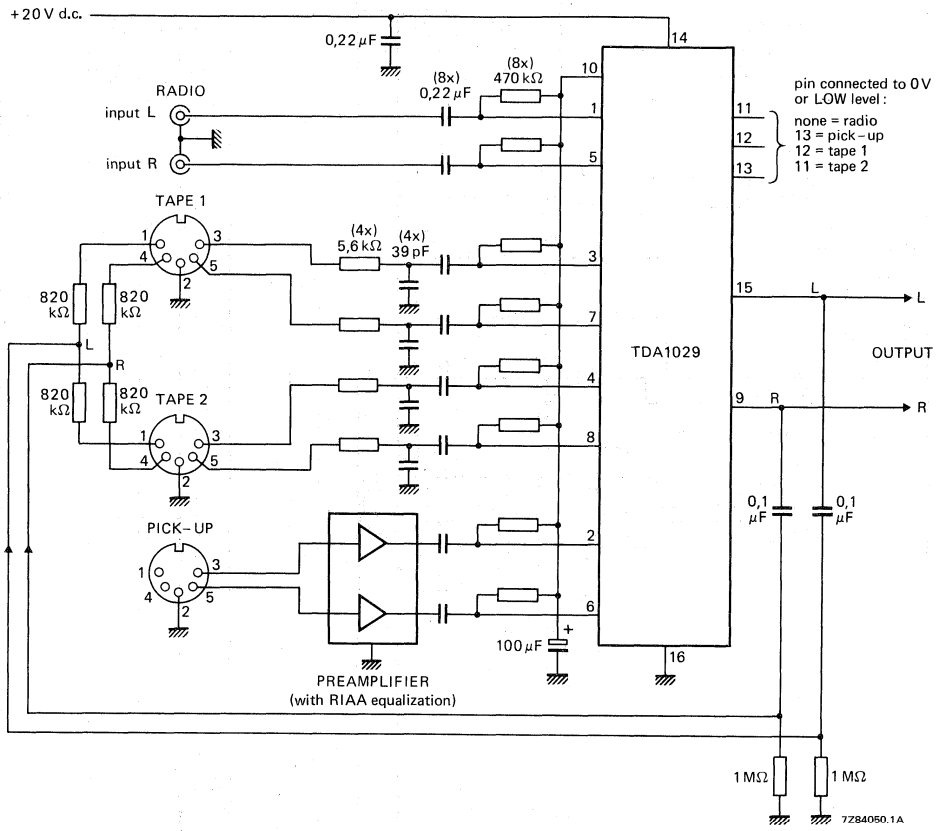 +20 V d.c.
0,22 µF
14
(8x)
0,22 µF
(8x)
470 kΩ
10
RADIO
input L
input R
1
5
pin connected to 0 V
or LOW level :
none = radio
13 = pick-up
12 = tape 1
11 = tape 2
11
12
13
TAPE 1
1
3
4
5
2
(4x)
5,6 kΩ
(4x)
39 pF
3
7
820
kΩ
820
kΩ
L
R
820
kΩ
820
kΩ
TAPE 2
1
3
4
5
2
4
8
TDA1029
15
L
L
OUTPUT
9
R
R
0,1
µF
0,1
µF
PICK-UP
1
3
4
5
2
2
6
100 µF
+
16
PREAMPLIFIER
(with RIAA equalization)
1 MΩ
1 MΩ
7Z84050.1A